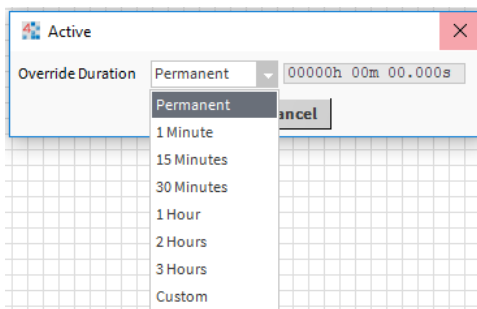 Active
Override Duration Permanent 00000h 00m 00.000s
Permanent
1 Minute
15 Minutes
30 Minutes
1 Hour
2 Hours
3 Hours
Custom